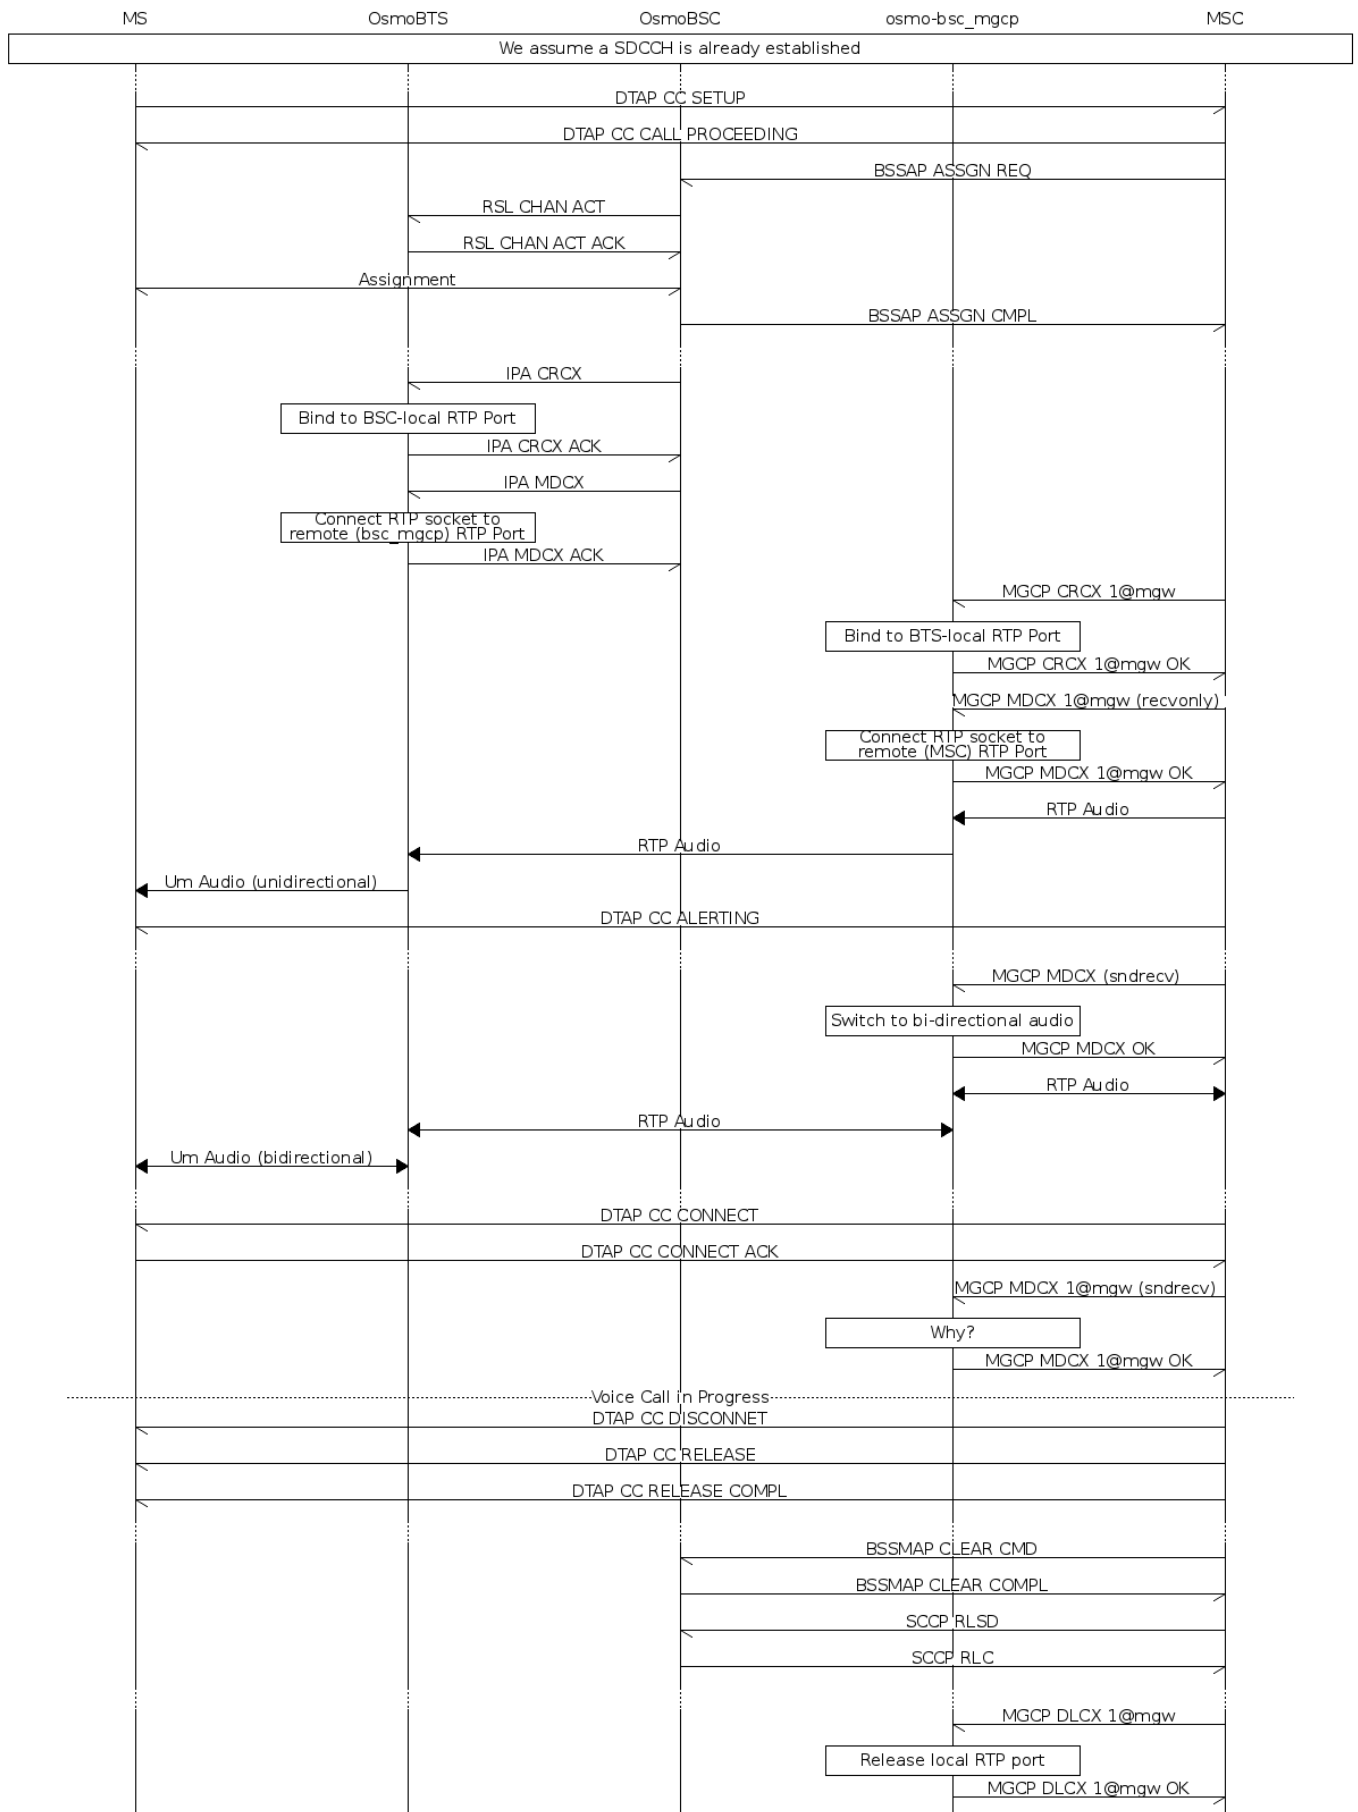 MS OsmoBTS OsmoBSC osmo-bsc_mgcp MSC
We assume a SDCCH is already established
DTAP CC SETUP
DTAP CC CALL PROCEEDING
BSSAP ASSGN REQ
RSL CHAN ACT
RSL CHAN ACT ACK
Assignment
BSSAP ASSGN CMPL
IPA CRCX
Bind to BSC-local RTP Port
IPA CRCX ACK
IPA MDCX
Connect RTP socket to
remote (bsc_mgcp) RTP Port
IPA MDCX ACK
MGCP CRCX 1@mgw
Bind to BTS-local RTP Port
MGCP CRCX 1@mgw OK
MGCP MDCX 1@mgw (recvonly)
Connect RTP socket to
remote (MSC) RTP Port
MGCP MDCX 1@mgw OK
RTP Audio
RTP Audio
Um Audio (unidirectional)
DTAP CC ALERTING
MGCP MDCX (sndrecv)
Switch to bi-directional audio
MGCP MDCX OK
RTP Audio
RTP Audio
Um Audio (bidirectional)
DTAP CC CONNECT
DTAP CC CONNECT ACK
MGCP MDCX 1@mgw (sndrecv)
Why?
MGCP MDCX 1@mgw OK
Voice Call in Progress
DTAP CC DISCONNET
DTAP CC RELEASE
DTAP CC RELEASE COMPL
BSSMAP CLEAR CMD
BSSMAP CLEAR COMPL
SCCP RLSD
SCCP RLC
MGCP DLCX 1@mgw
Release local RTP port
MGCP DLCX 1@mgw OK